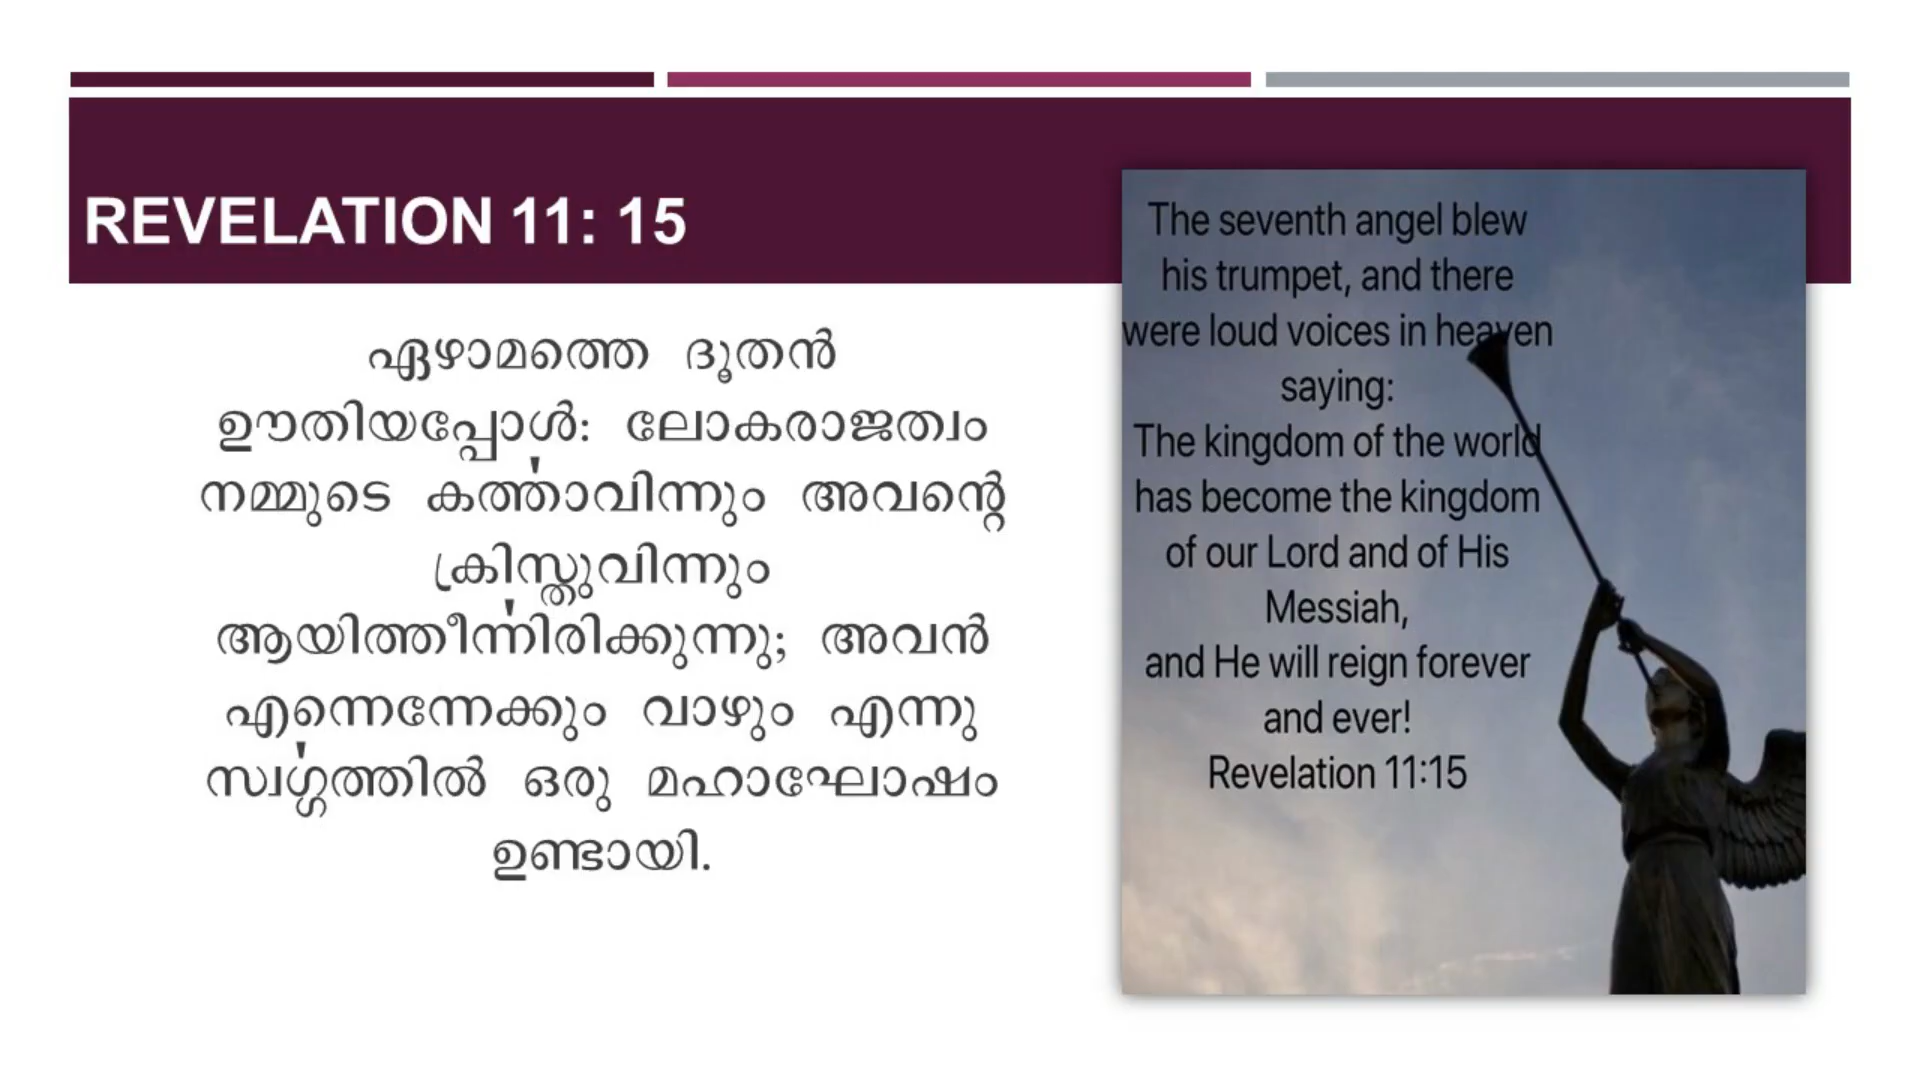 REVELATION 11: 15
ഏഴാമത്തെ ദൂതൻ
ഊതിയപ്പോൾ: ലോകരാജത്വം
നമ്മുടെ കൎത്താവിന്നും അവന്റെ
ക്രിസ്തുവിന്നും
ആയിത്തീൎന്നിരിക്കുന്നു; അവൻ
എന്നെന്നേക്കും വാഴും എന്നു
സ്വൎഗ്ഗത്തിൽ ഒരു മഹാഘോഷം
ഉണ്ടായി.
The seventh angel blew
his trumpet, and there
were loud voices in heaven
saying:
The kingdom of the world
has become the kingdom
of our Lord and of His
Messiah,
and He will reign forever
and ever!
Revelation 11:15